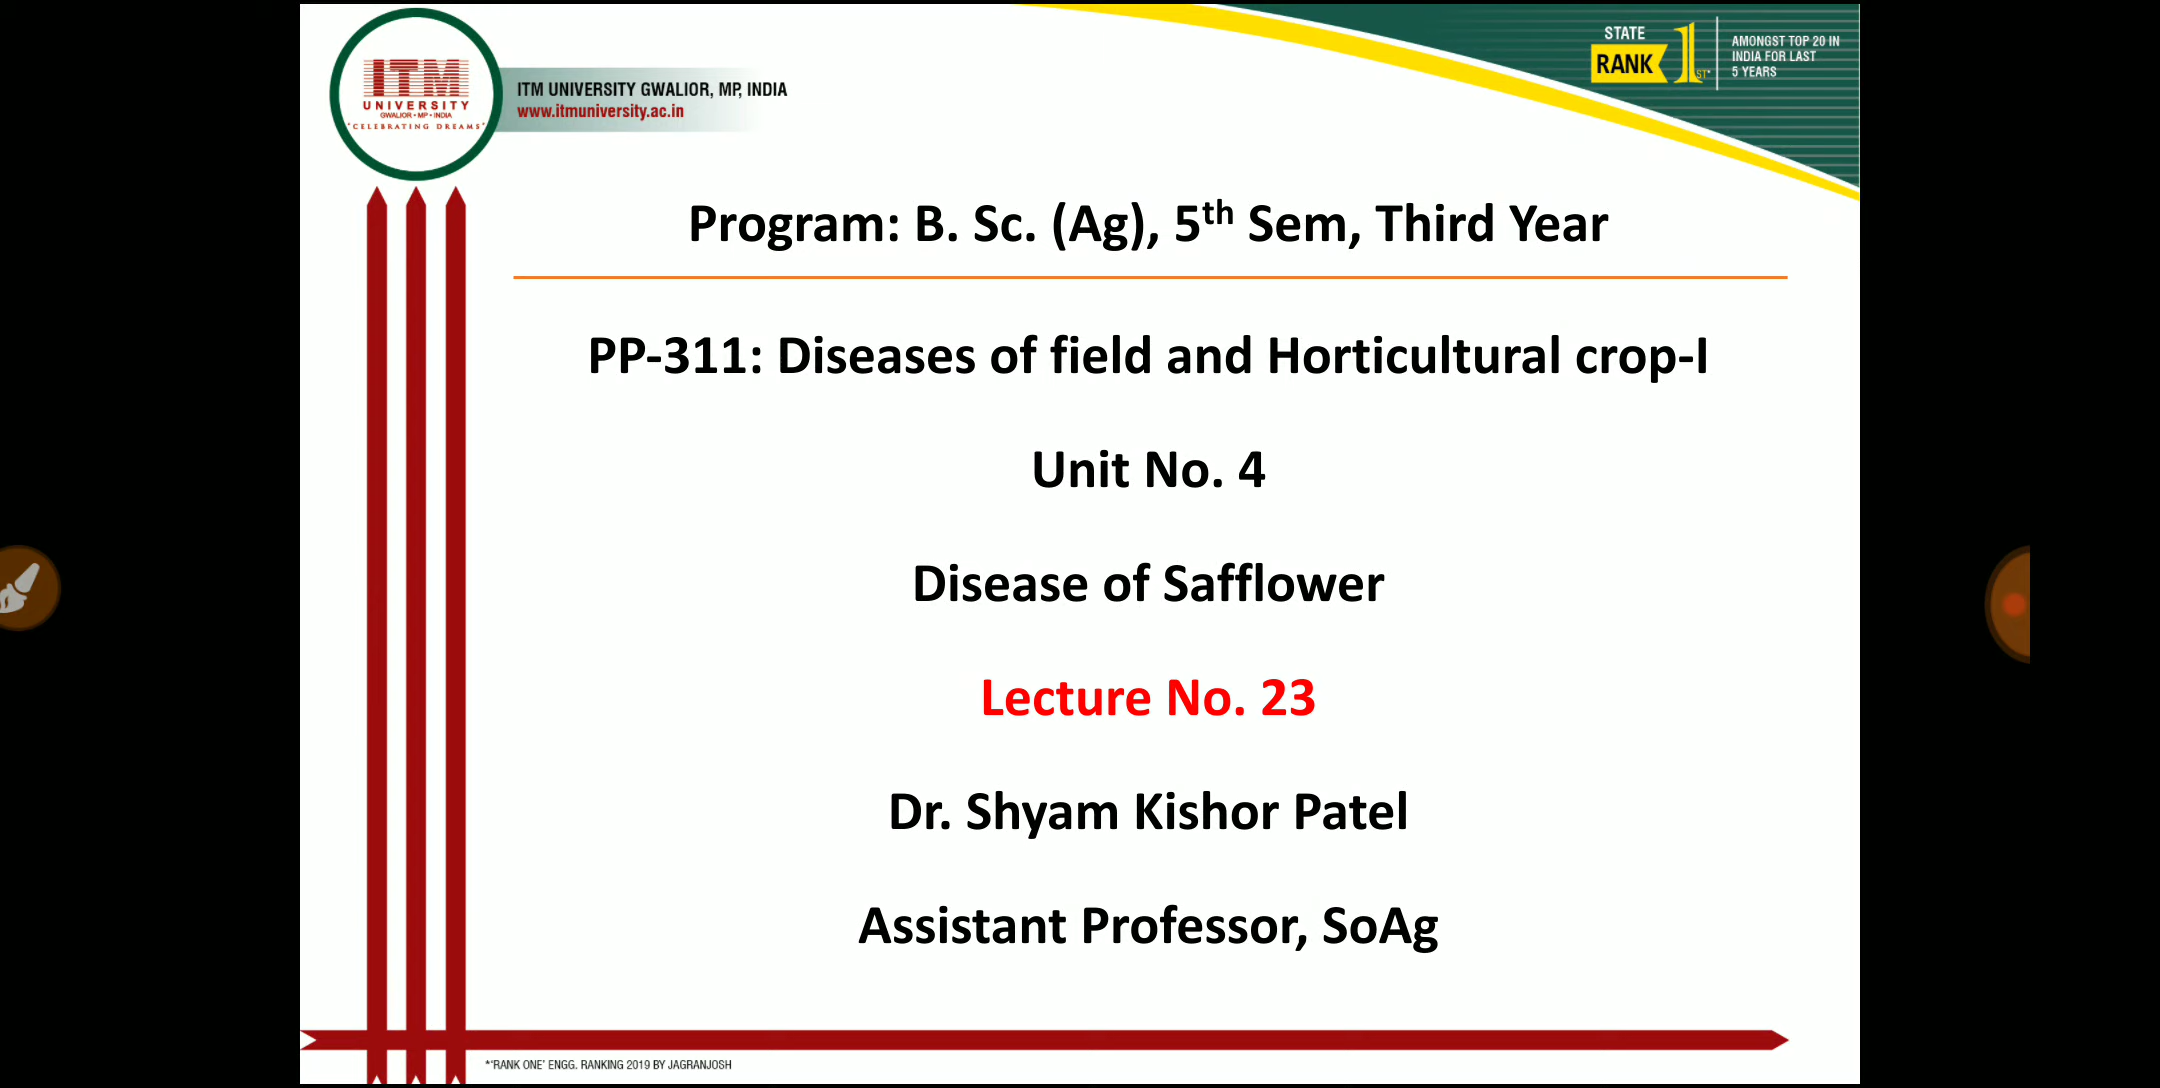 ITM
UNIVERSITY
GWALIOR • MP • INDIA
"CELEBRATING DREAMS"
ITM UNIVERSITY GWALIOR, MP, INDIA
www.itmuniversity.ac.in
STATE
RANK 1ST*
AMONGST TOP 20 IN
INDIA FOR LAST
5 YEARS
Program: B. Sc. (Ag), 5th Sem, Third Year
PP-311: Diseases of field and Horticultural crop-I
Unit No. 4
Disease of Safflower
Lecture No. 23
Dr. Shyam Kishor Patel
Assistant Professor, SoAg
*'RANK ONE' ENGG. RANKING 2019 BY JAGRANJOSH